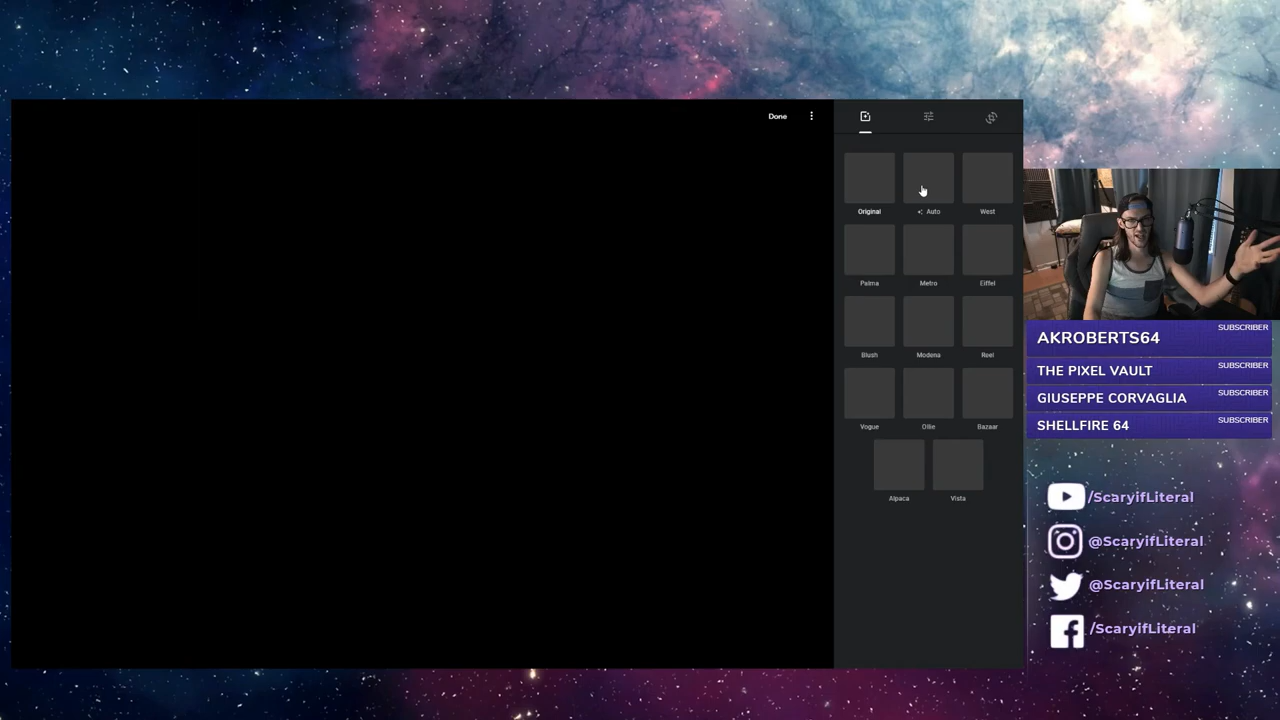 Done
Original
Auto
West
Palma
Metro
Eiffel
Blush
Modena
Reel
Vogue
Ollie
Bazaar
Alpaca
Vista
AKROBERTS64
SUBSCRIBER
THE PIXEL VAULT
SUBSCRIBER
GIUSEPPE CORVAGLIA
SUBSCRIBER
SHELLFIRE 64
SUBSCRIBER
/ScaryifLiteral
@ScaryifLiteral
@ScaryifLiteral
/ScaryifLiteral